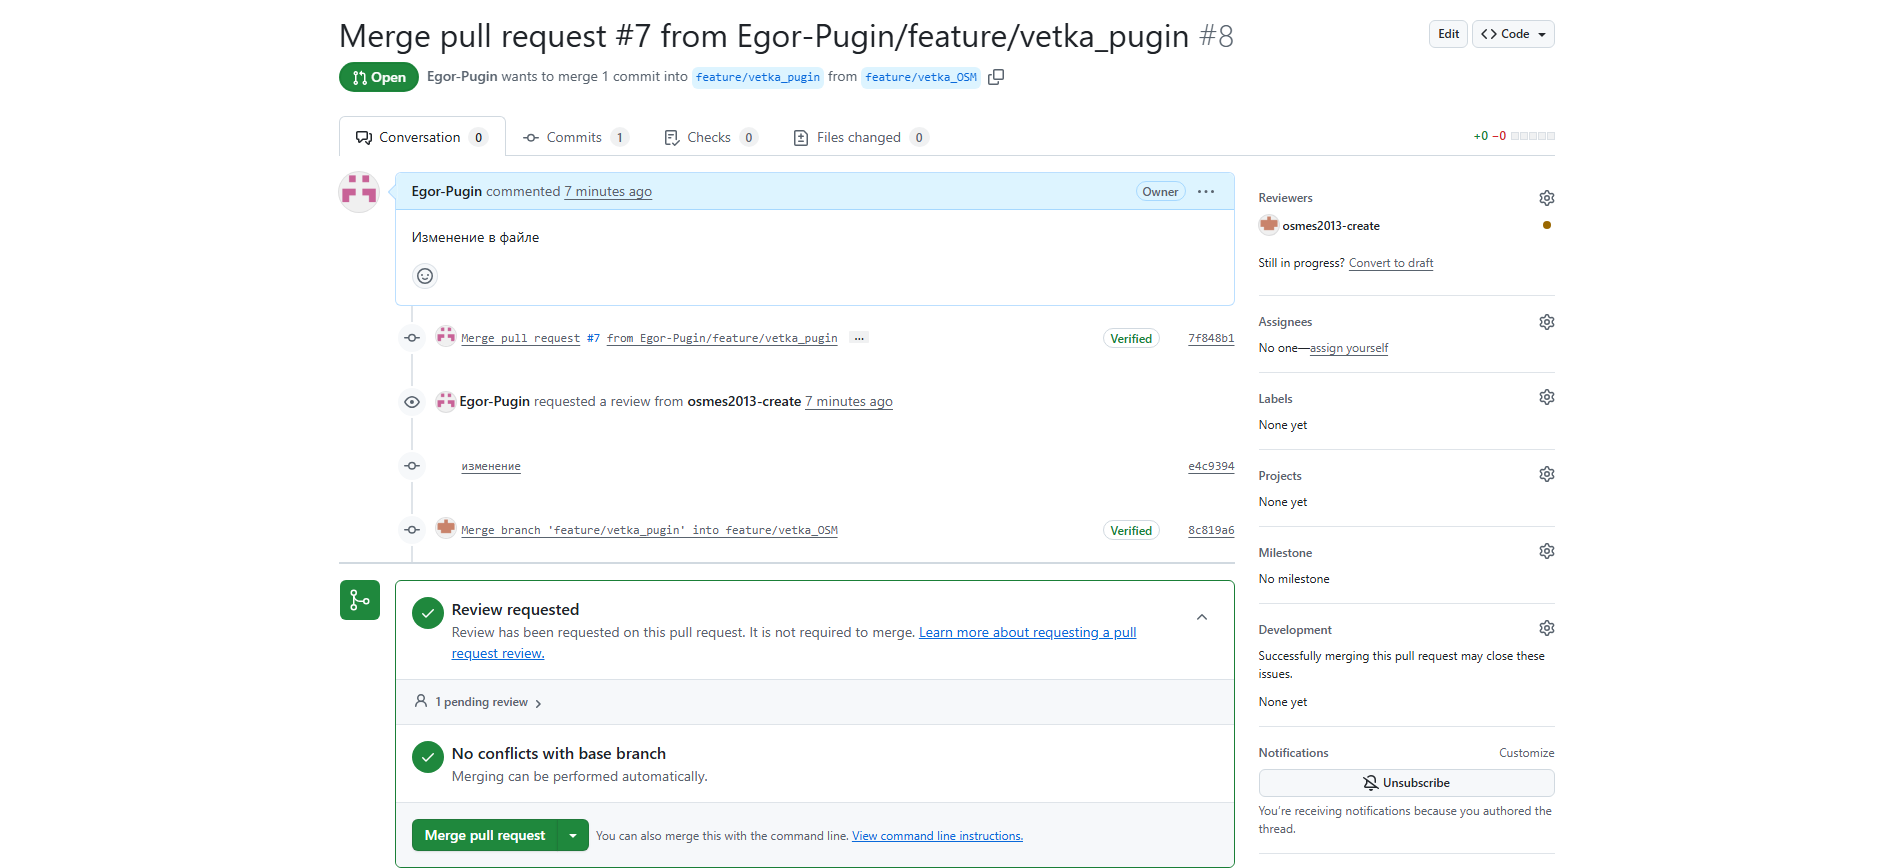 Merge pull request #7 from Egor-Pugin/feature/vetka_pugin #8
Edit
Code
Open
Egor-Pugin wants to merge 1 commit into feature/vetka_pugin from feature/vetka_OSM
Conversation 0
Commits 1
Checks 0
Files changed 0
+0 −0
Egor-Pugin commented 7 minutes ago
Owner
Изменение в файле
Merge pull request #7 from Egor-Pugin/feature/vetka_pugin ...
Verified
7f848b1
Egor-Pugin requested a review from osmes2013-create 7 minutes ago
изменение
e4c9394
Merge branch 'feature/vetka_pugin' into feature/vetka_OSM
Verified
8c819a6
Review requested
Review has been requested on this pull request. It is not required to merge. Learn more about requesting a pull
request review.
1 pending review
No conflicts with base branch
Merging can be performed automatically.
Merge pull request
You can also merge this with the command line. View command line instructions.
Reviewers
osmes2013-create
Still in progress? Convert to draft
Assignees
No one—assign yourself
Labels
None yet
Projects
None yet
Milestone
No milestone
Development
Successfully merging this pull request may close these
issues.
None yet
Notifications
Customize
Unsubscribe
You're receiving notifications because you authored the
thread.